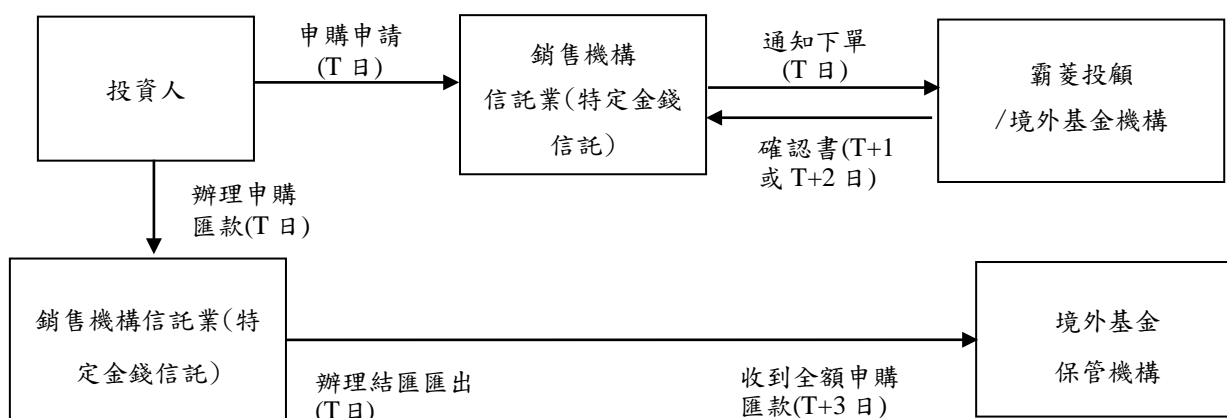 投資人
申購申請
(T 日)
銷售機構
信託業(特定金錢
信託)
通知下單
(T 日)
確認書(T+1
或 T+2 日)
霸菱投顧
/境外基金機構
辦理申購
匯款(T 日)
銷售機構信託業(特
定金錢信託)
辦理結匯匯出
(T 日)
收到全額申購
匯款(T+3 日)
境外基金
保管機構